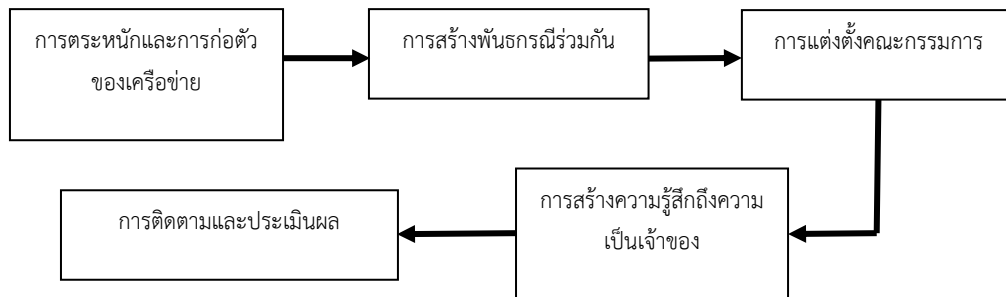 การตระหนักและการก่อตัว
ของเครือข่าย
การสร้างพันธกรณีร่วมกัน
การแต่งตั้งคณะกรรมการ
การสร้างความรู้สึกถึงความ
เป็นเจ้าของ
การติดตามและประเมินผล